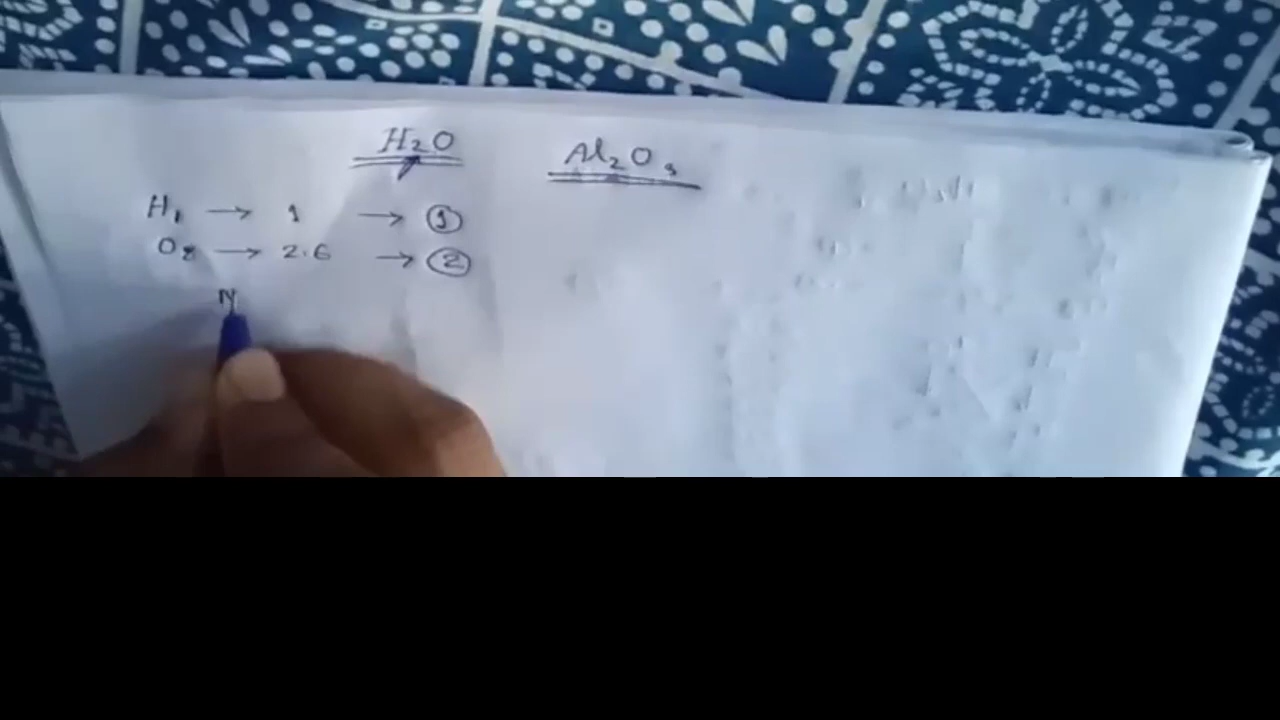 H₂O Al₂O₃
H₁ → 1 → ①
O₈ → 2.6 → ②
N